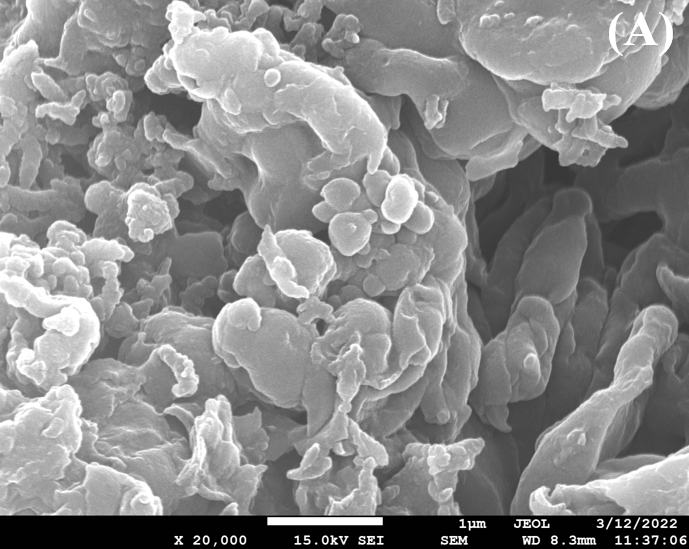 (A)
1µm JEOL 3/12/2022
X 20,000 15.0kV SEI SEM WD 8.3mm 11:37:06